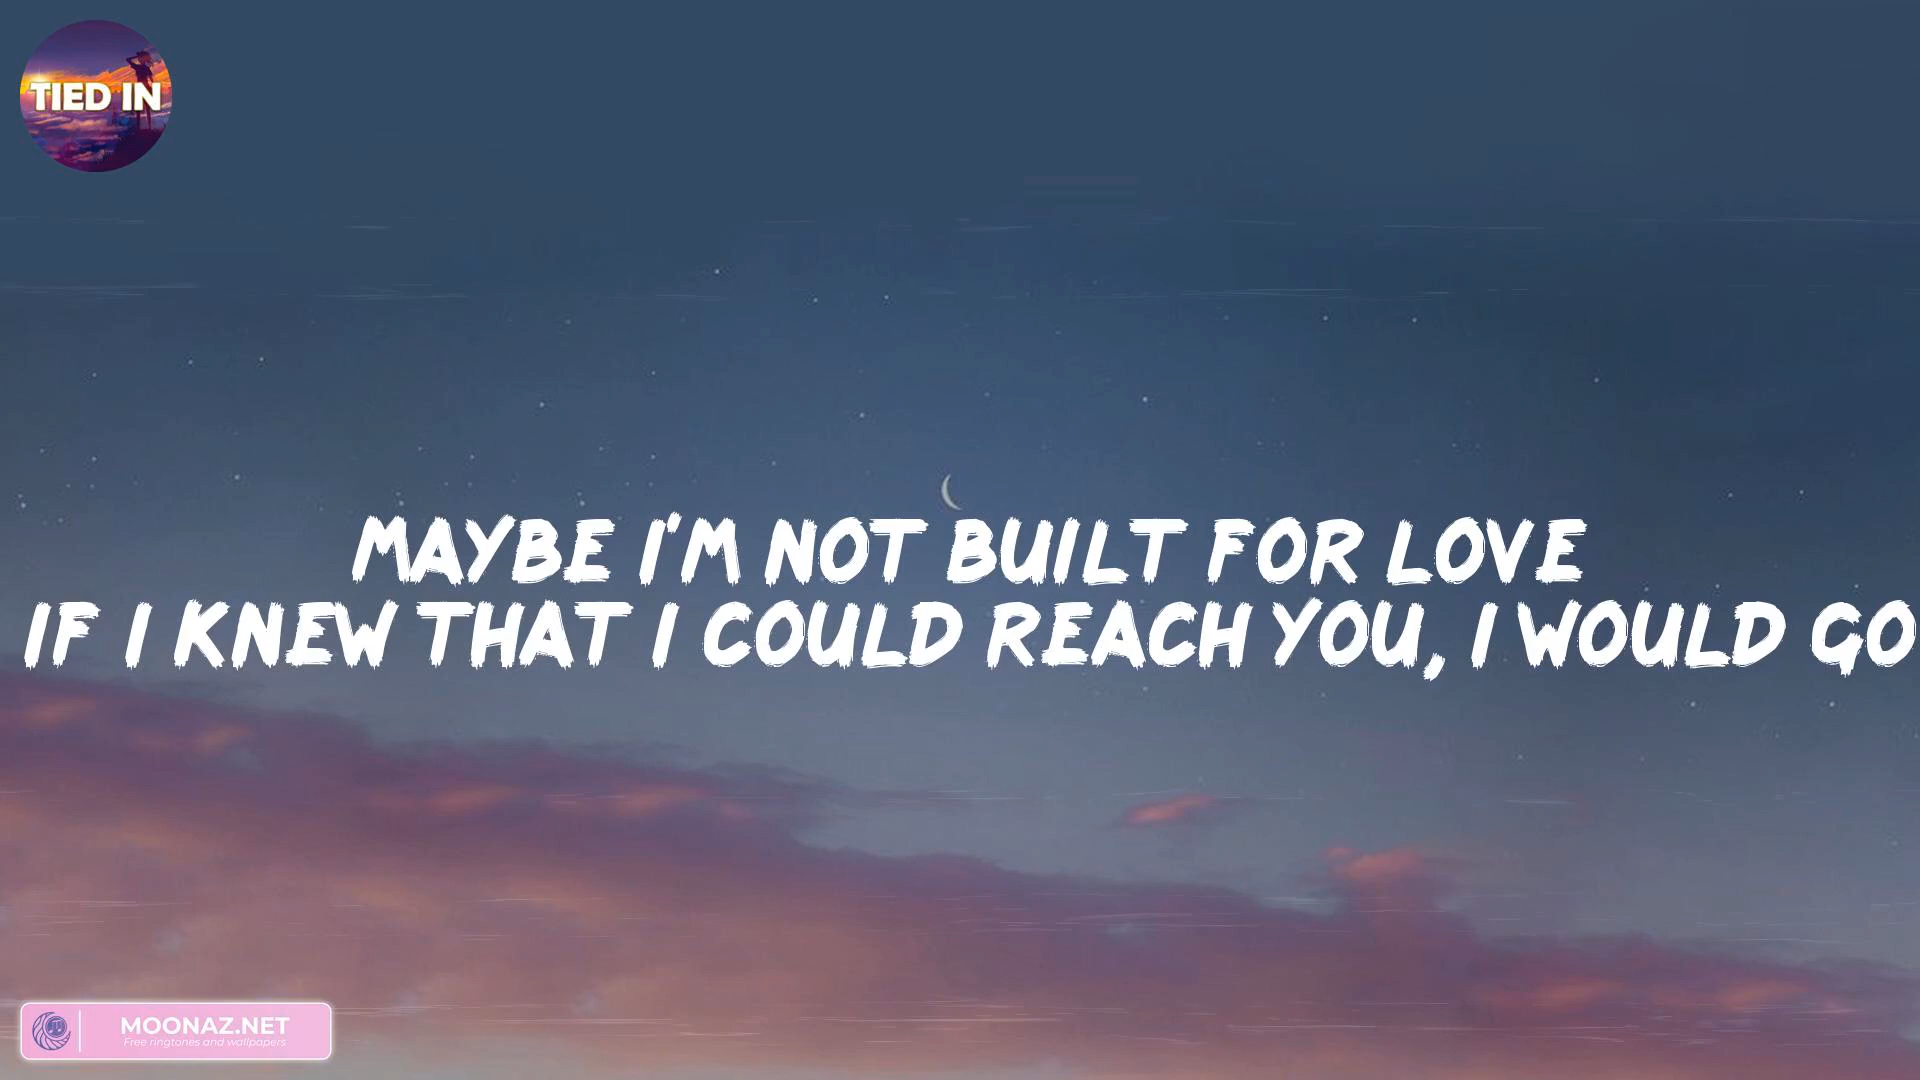 TIED IN
MAYBE I'M NOT BUILT FOR LOVE
IF I KNEW THAT I COULD REACH YOU, I WOULD GO
MOONAZ.NET
Free ringtones and wallpapers